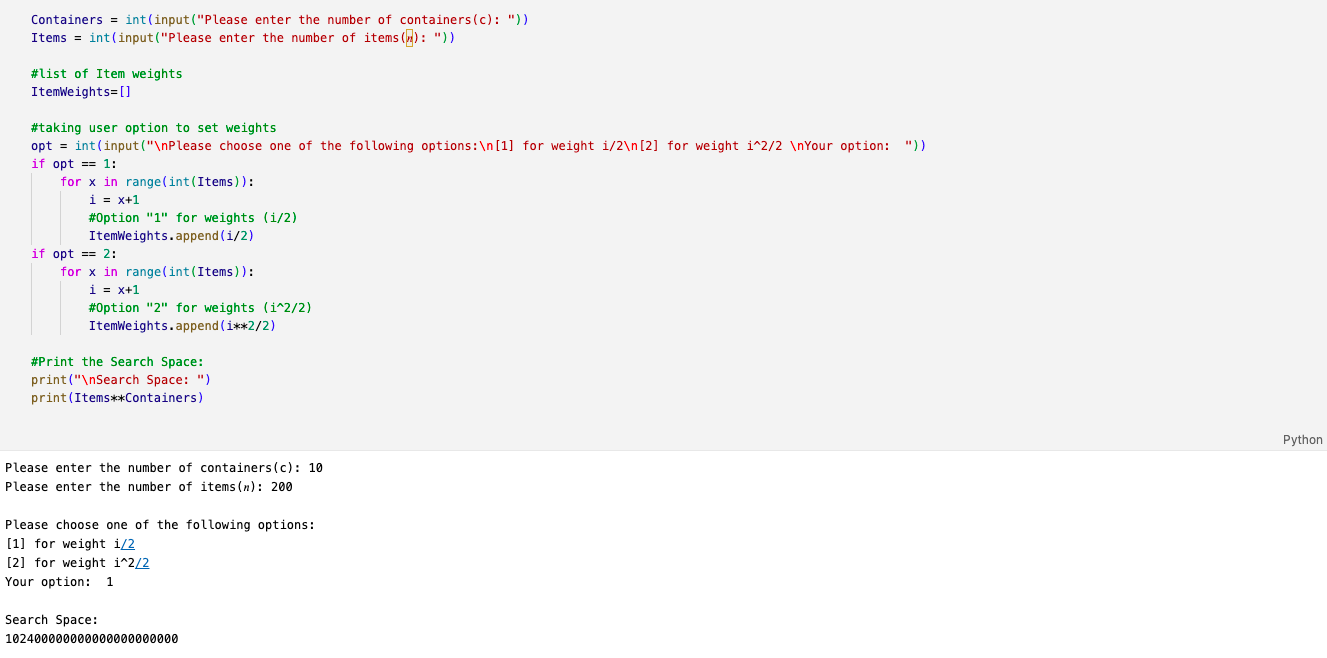 Containers = int(input("Please enter the number of containers(c): "))
Items = int(input("Please enter the number of items(𝑛): "))
#list of Item weights
ItemWeights=[]
#taking user option to set weights
opt = int(input("\nPlease choose one of the following options:\n[1] for weight i/2\n[2] for weight i^2/2 \nYour option:  "))
if opt == 1:
    for x in range(int(Items)):
        i = x+1
        #Option "1" for weights (i/2)
        ItemWeights.append(i/2)
if opt == 2:
    for x in range(int(Items)):
        i = x+1
        #Option "2" for weights (i^2/2)
        ItemWeights.append(i**2/2)
#Print the Search Space:
print("\nSearch Space: ")
print(Items**Containers)
Python
Please enter the number of containers(c): 10
Please enter the number of items(𝑛): 200
Please choose one of the following options:
[1] for weight i/2
[2] for weight i^2/2
Your option:  1
Search Space:
102400000000000000000000